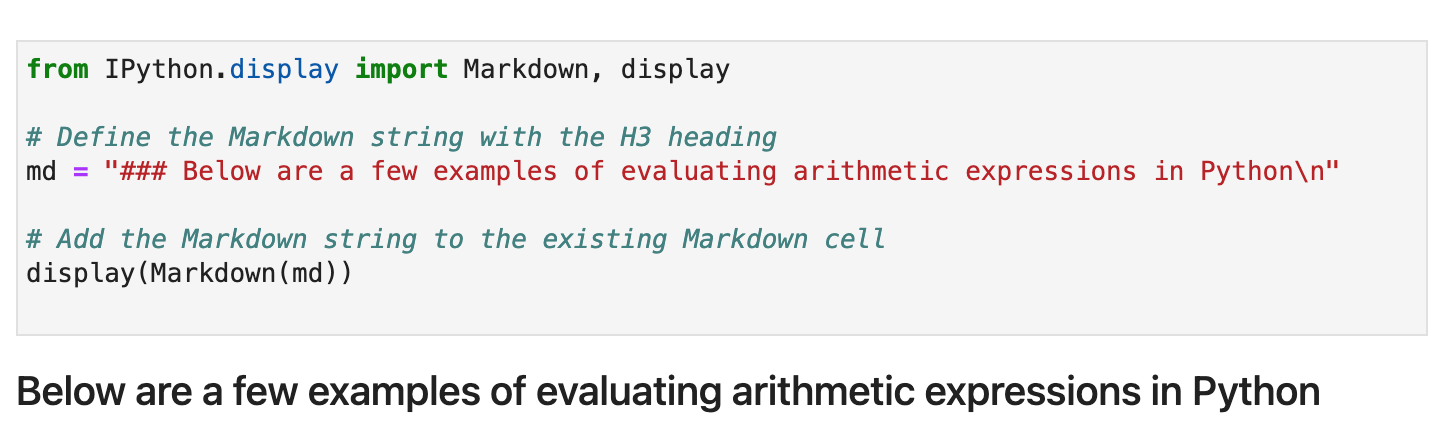 from IPython.display import Markdown, display
# Define the Markdown string with the H3 heading
md = "### Below are a few examples of evaluating arithmetic expressions in Python\n"
# Add the Markdown string to the existing Markdown cell
display(Markdown(md))
Below are a few examples of evaluating arithmetic expressions in Python